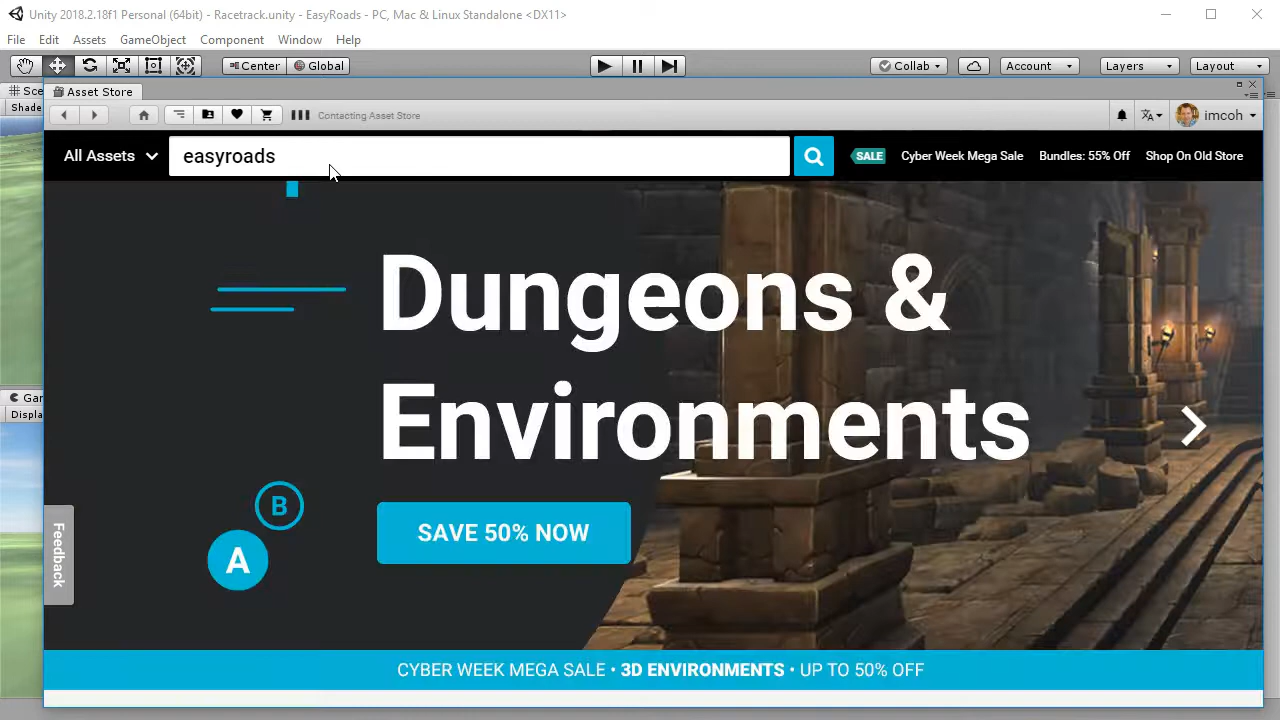 Unity 2018.2.18f1 Personal (64bit) - Racetrack.unity - EasyRoads - PC, Mac & Linux Standalone <DX11>
File Edit Assets GameObject Component Window Help
Center Global Collab Account Layers Layout
Asset Store
Contacting Asset Store imcoh
All Assets easyroads SALE Cyber Week Mega Sale Bundles: 55% Off Shop On Old Store
Dungeons &
Environments
B
A
SAVE 50% NOW
Feedback
CYBER WEEK MEGA SALE • 3D ENVIRONMENTS • UP TO 50% OFF